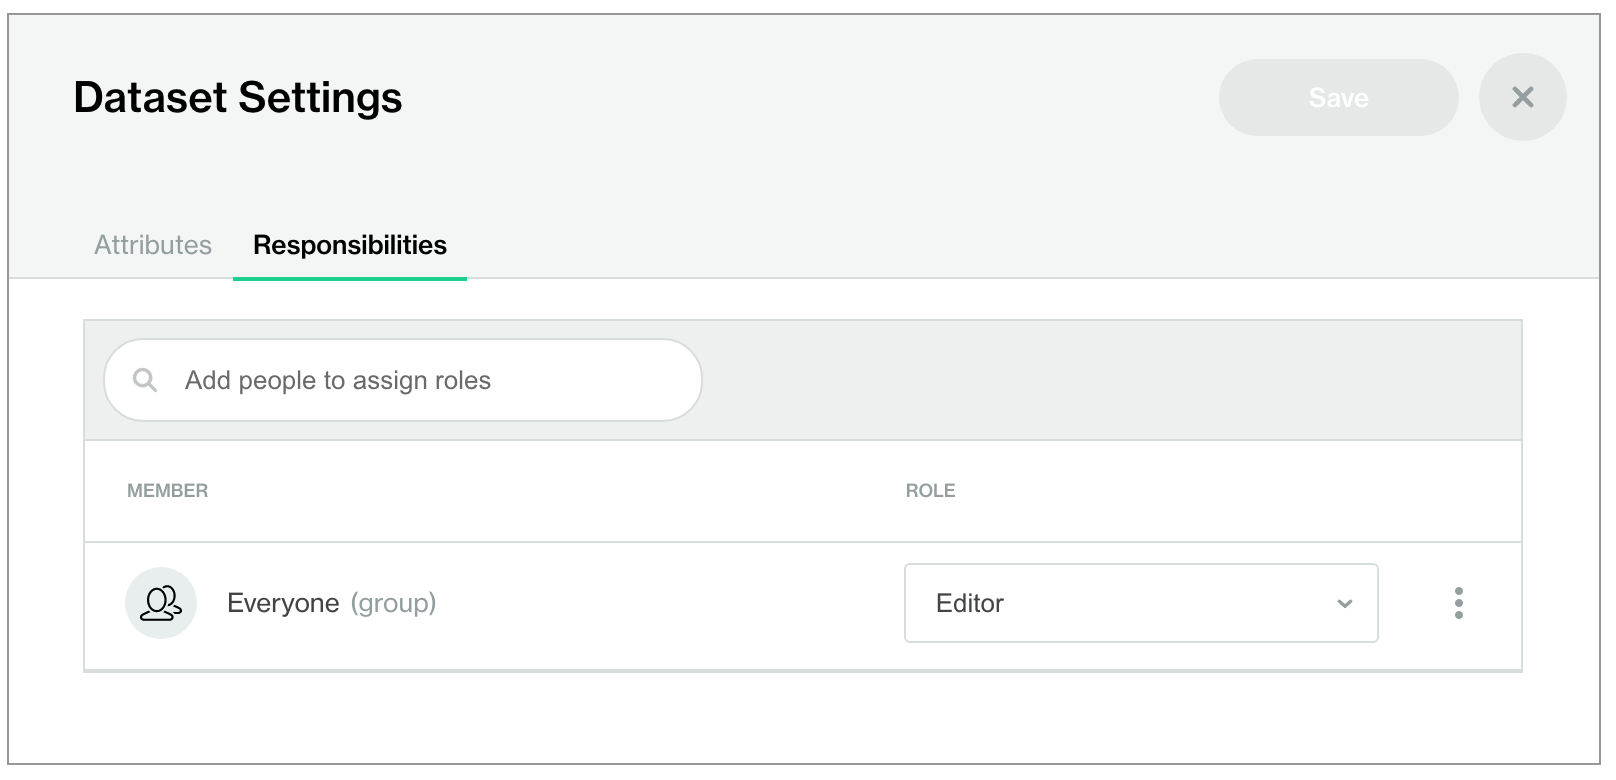 Dataset Settings
Save
Attributes Responsibilities
Add people to assign roles
MEMBER ROLE
Everyone (group) Editor